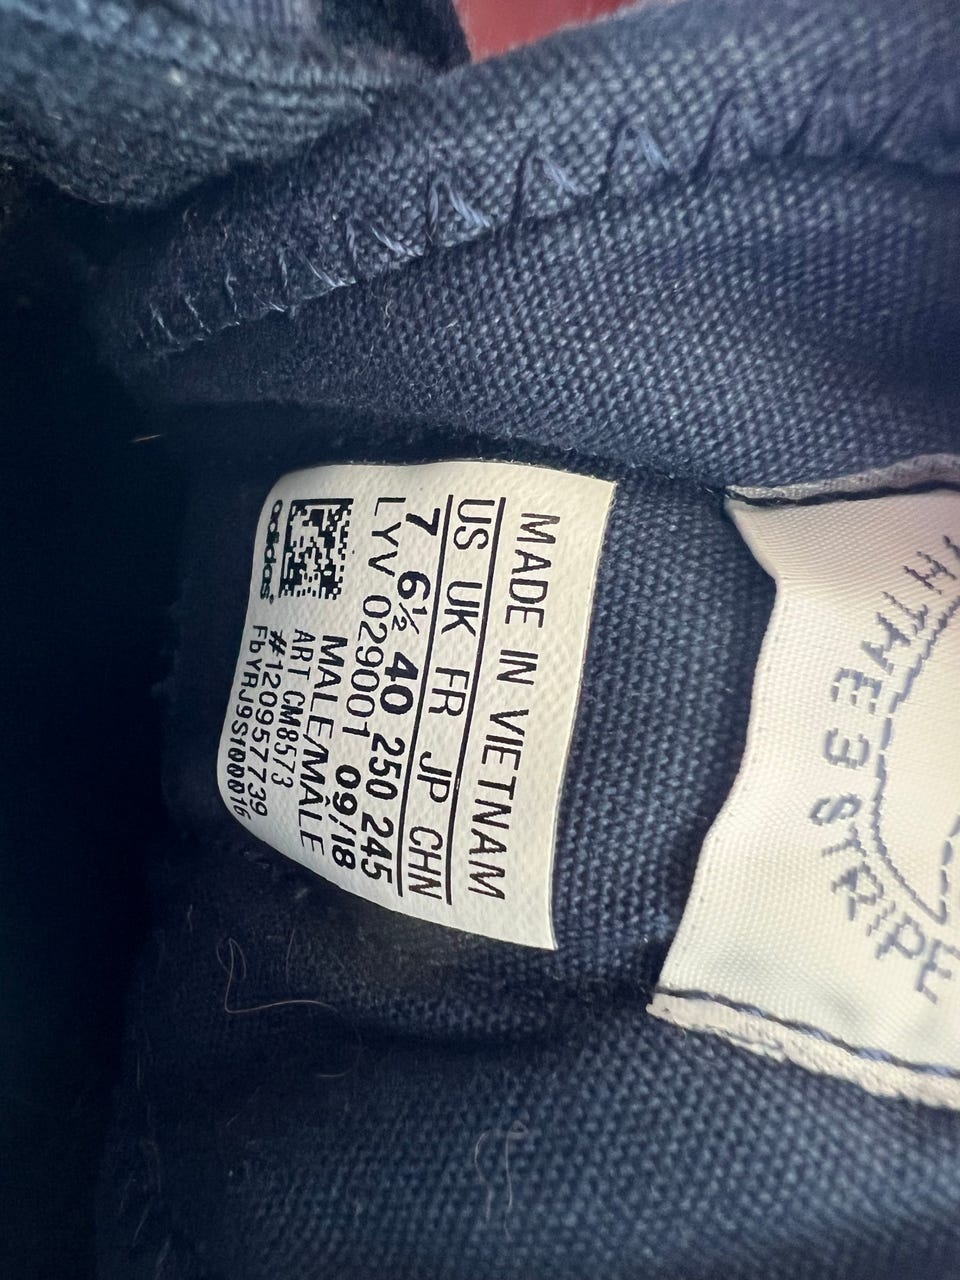 MADE IN VIETNAM
US UK FR JP CHN
7 6½ 40 250 245
LYV 029001 09/18
MALE/MÂLE
ART CM8573
#120957739
adidas
FbYRJ9S100016
THE 3 STRIPE